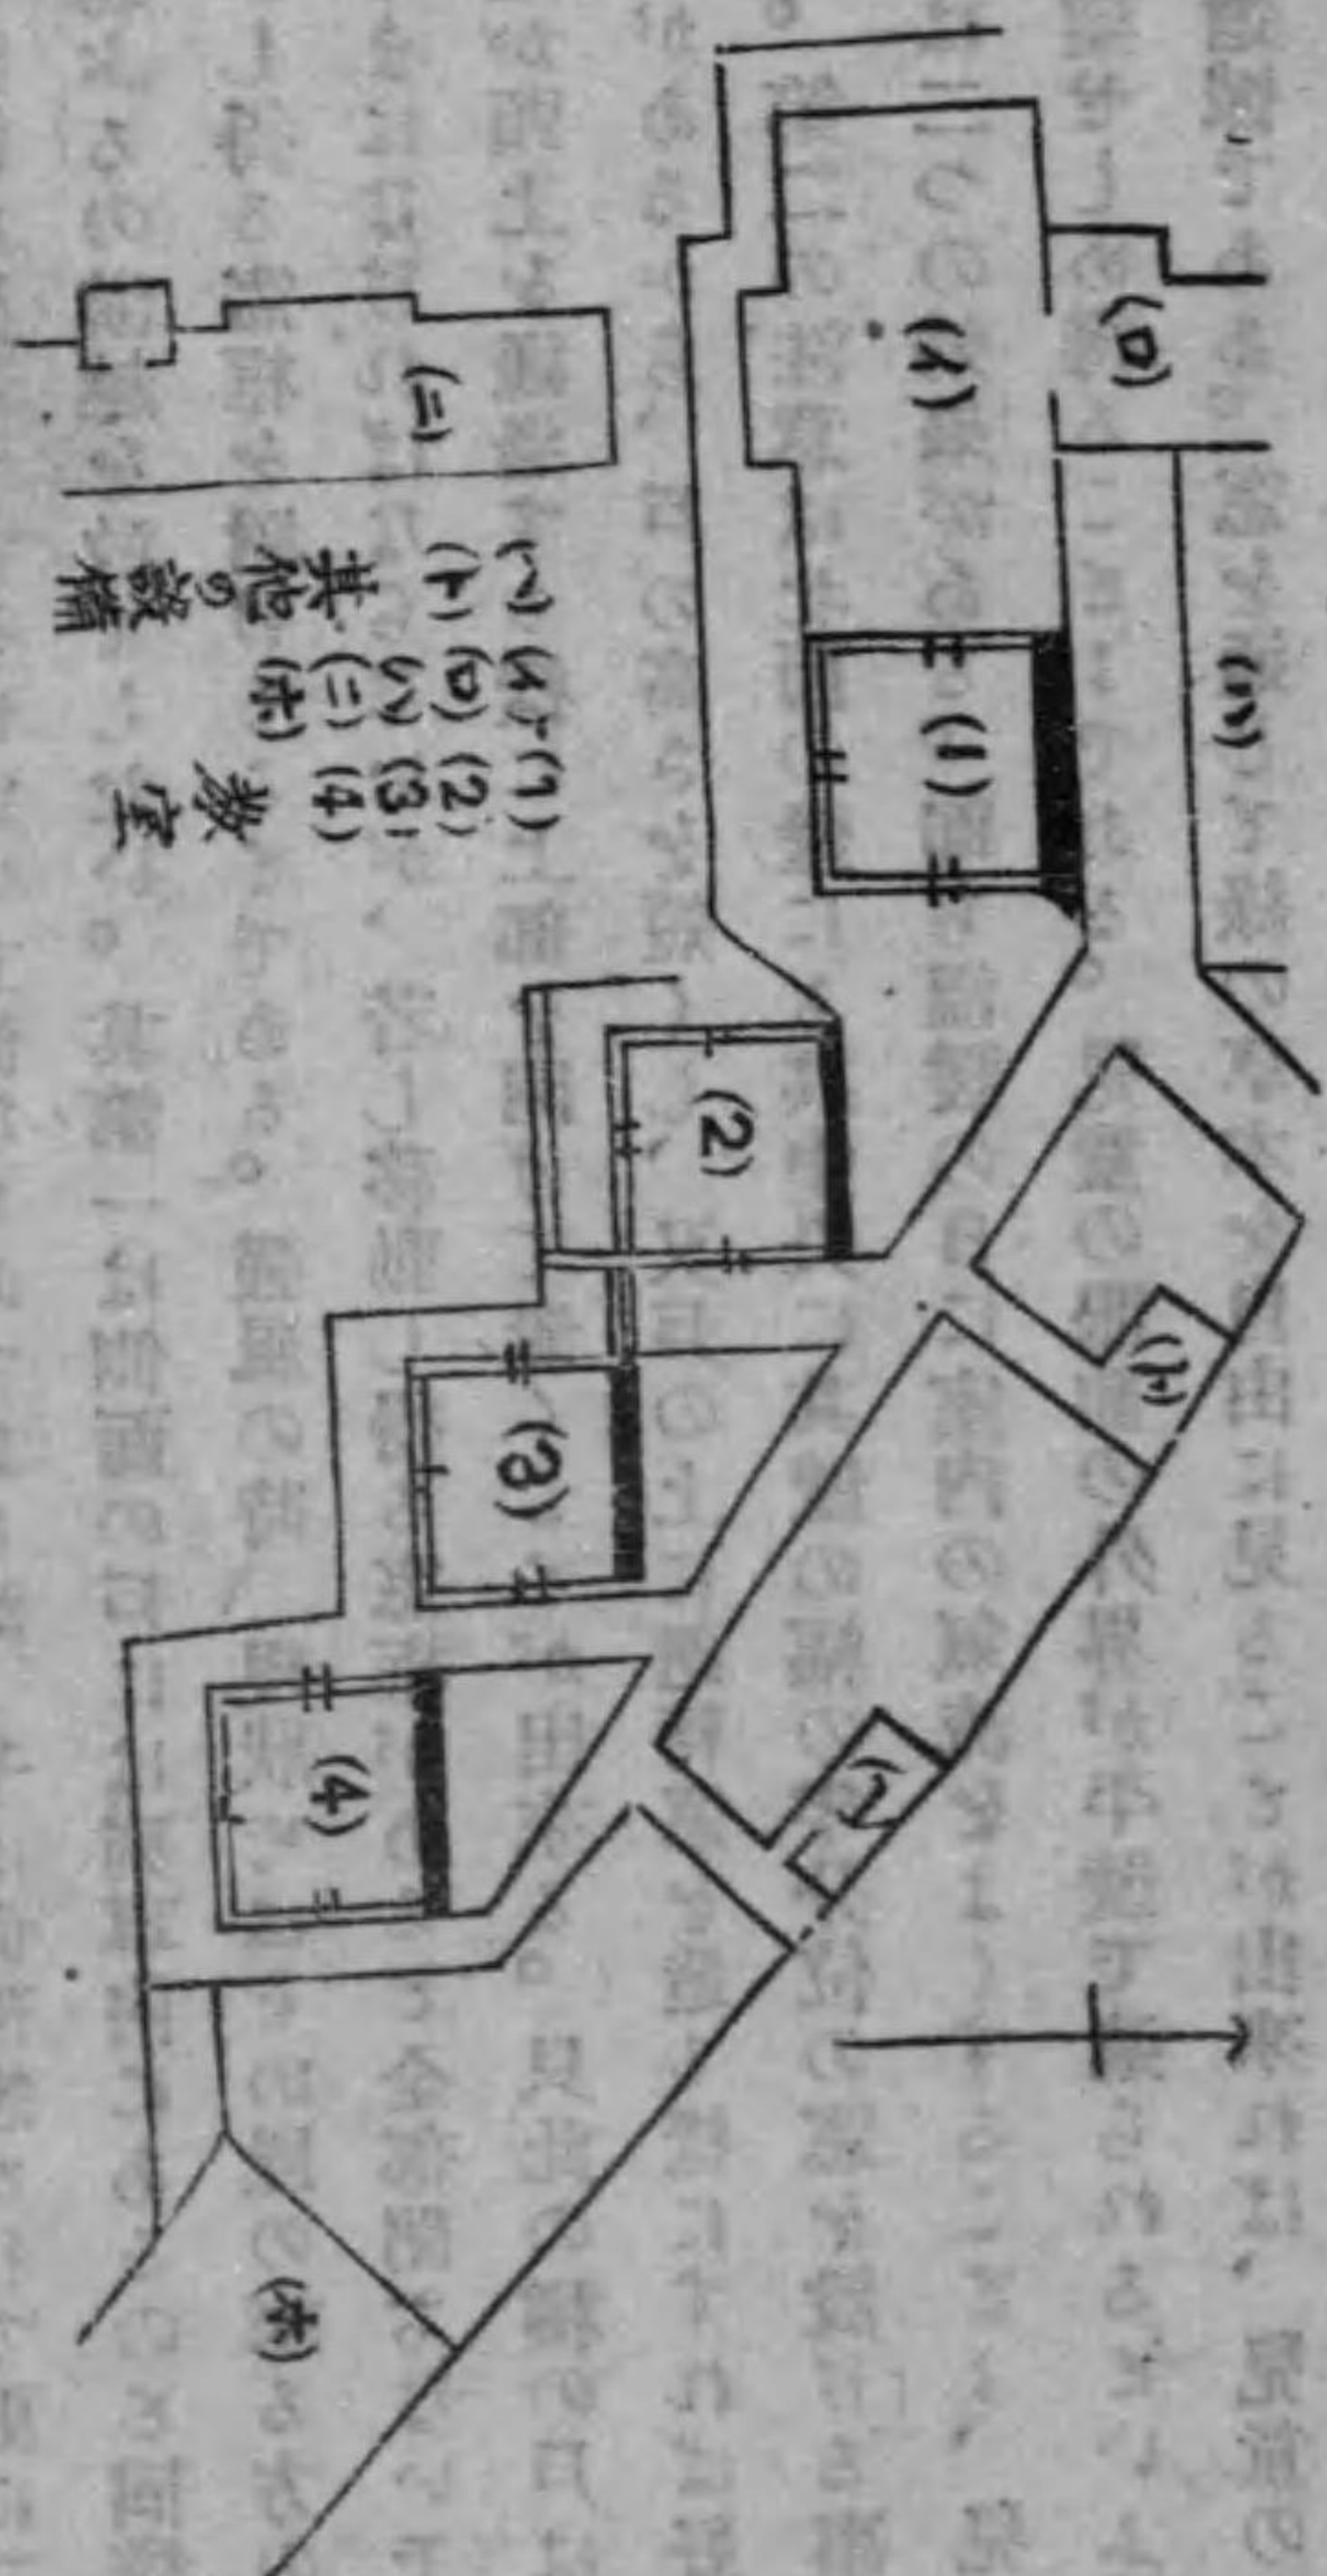 (ロ)
(イ)
(ニ)
(ハ)
(1)
(2)
(ト)
(3)
(ヘ)
(4)
(ホ)
(1) (2) (3) (4) 教室
(イ) (ロ) (ハ) (ニ) (ホ)
(ヘ) (ト) 其他の設備